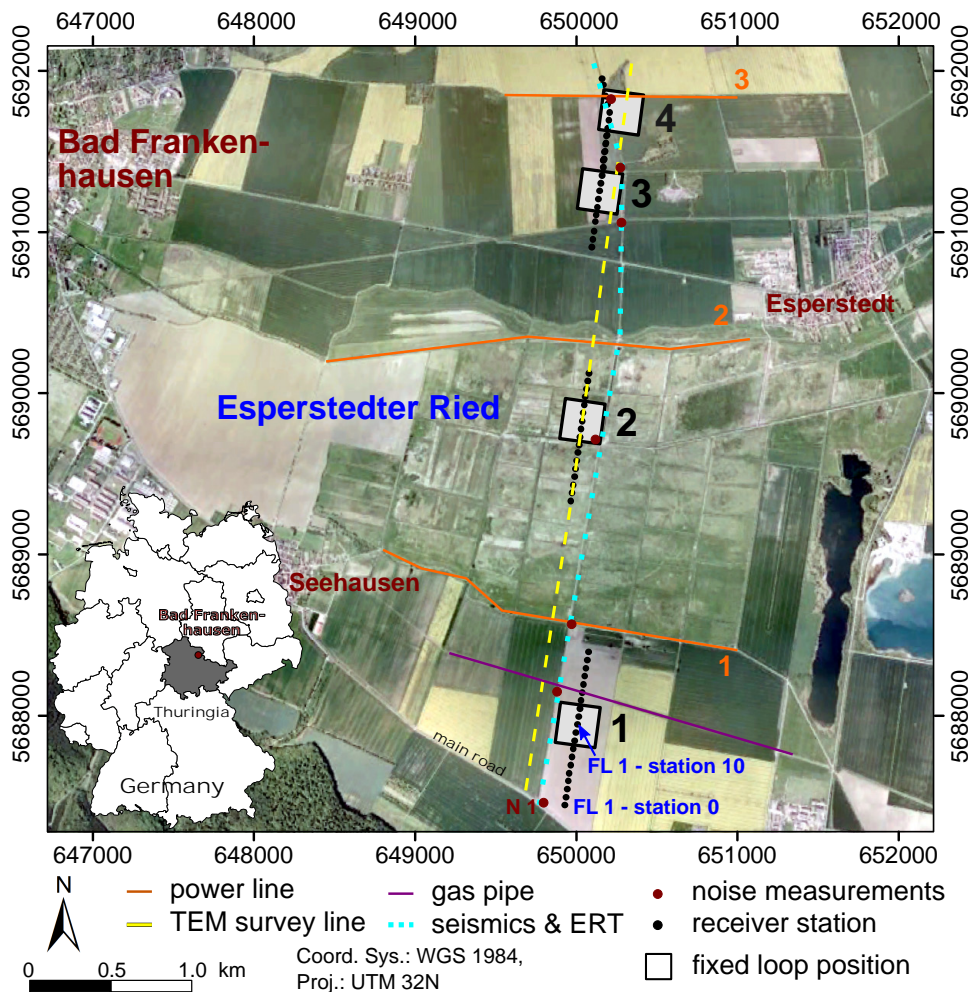 647000 648000 649000 650000 651000 652000
5692000
5692000
3
4
Bad Franken-
hausen
3
5691000
5691000
Esperstedt
2
5690000
5690000
Esperstedter Ried
2
5689000
5689000
Seehausen
Bad Franken-
hausen
1
Thuringia
5688000
5688000
1
main road
FL 1 - station 10
Germany
N 1
FL 1 - station 0
647000 648000 649000 650000 651000 652000
N
power line
gas pipe
noise measurements
TEM survey line
seismics & ERT
receiver station
0 0.5 1.0 km
Coord. Sys.: WGS 1984,
Proj.: UTM 32N
fixed loop position